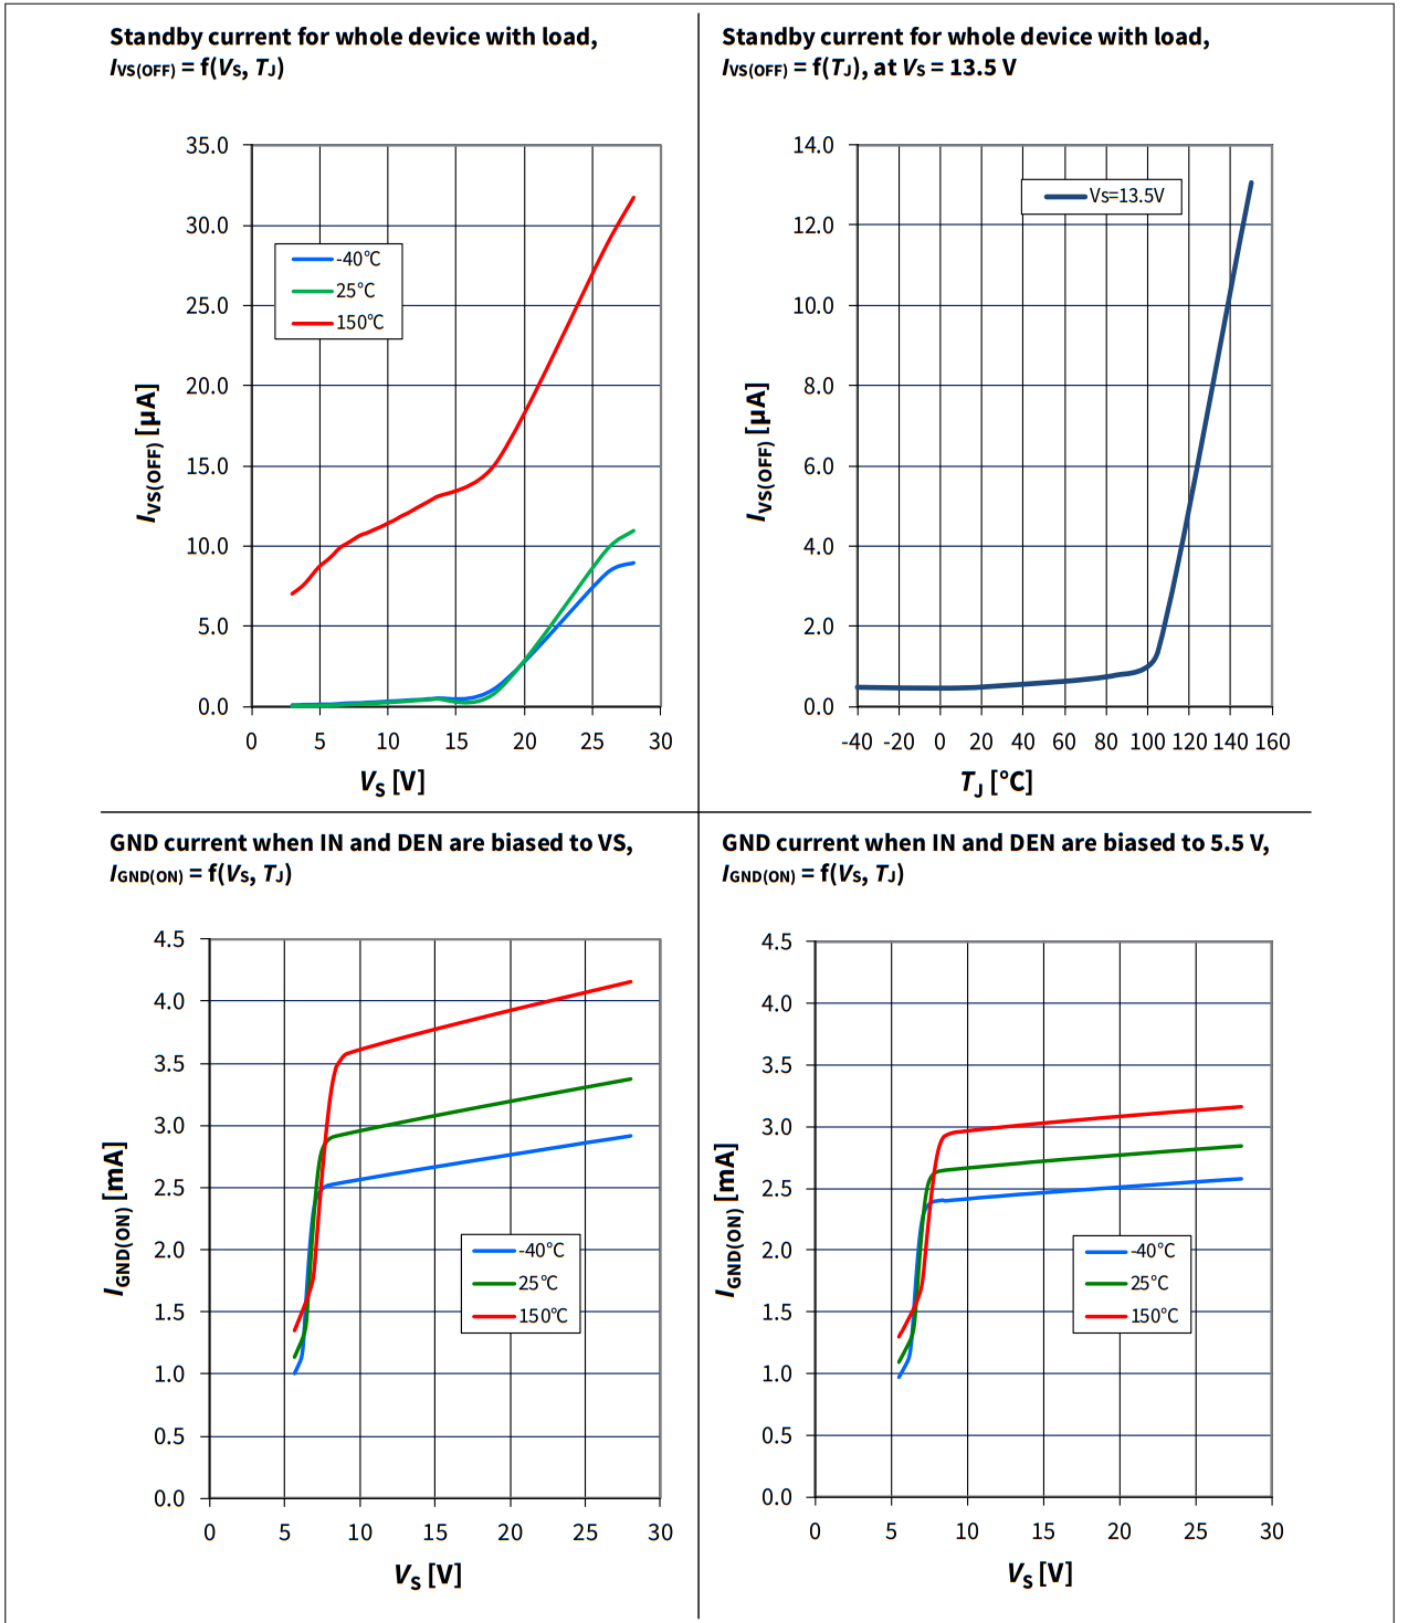 Standby current for whole device with load,
IVS(OFF) = f(VS, TJ)
35.0
30.0
25.0
20.0
15.0
10.0
5.0
0.0
-40°C
25°C
150°C
IVS(OFF) [µA]
0 5 10 15 20 25 30
VS [V]
Standby current for whole device with load,
IVS(OFF) = f(TJ), at VS = 13.5 V
14.0
12.0
10.0
8.0
6.0
4.0
2.0
0.0
Vs=13.5V
IVS(OFF) [µA]
-40 -20 0 20 40 60 80 100 120 140 160
TJ [°C]
GND current when IN and DEN are biased to VS,
IGND(ON) = f(VS, TJ)
4.5
4.0
3.5
3.0
2.5
2.0
1.5
1.0
0.5
0.0
-40°C
25°C
150°C
IGND(ON) [mA]
0 5 10 15 20 25 30
VS [V]
GND current when IN and DEN are biased to 5.5 V,
IGND(ON) = f(VS, TJ)
4.5
4.0
3.5
3.0
2.5
2.0
1.5
1.0
0.5
0.0
-40°C
25°C
150°C
IGND(ON) [mA]
0 5 10 15 20 25 30
VS [V]